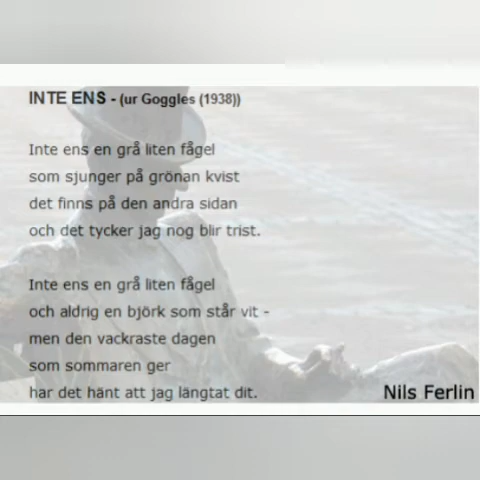 INTE ENS - (ur Goggles (1938))
Inte ens en grå liten fågel
som sjunger på grönan kvist
det finns på den andra sidan
och det tycker jag nog blir trist.
Inte ens en grå liten fågel
och aldrig en björk som står vit -
men den vackraste dagen
som sommaren ger
har det hänt att jag längtat dit.
Nils Ferlin